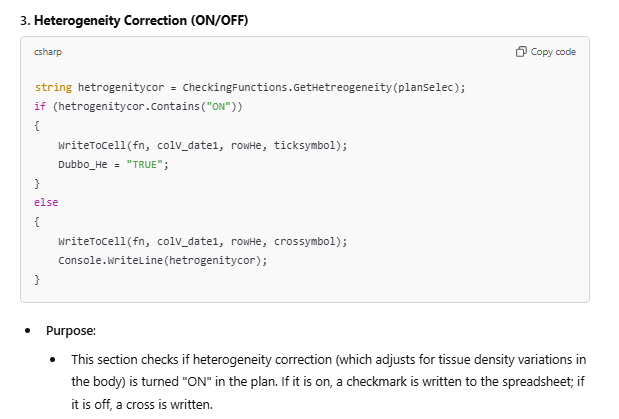 3. Heterogeneity Correction (ON/OFF)
csharp
Copy code
string hetrogenitycor = CheckingFunctions.GetHetreogeneity(planSelec);
if (hetrogenitycor.Contains("ON"))
{
    WriteToCell(fn, colV_date1, rowHe, ticksymbol);
    Dubbo_He = "TRUE";
}
else
{
    WriteToCell(fn, colV_date1, rowHe, crossymbol);
    Console.WriteLine(hetrogenitycor);
}
• Purpose:
• This section checks if heterogeneity correction (which adjusts for tissue density variations in
the body) is turned "ON" in the plan. If it is on, a checkmark is written to the spreadsheet; if
it is off, a cross is written.